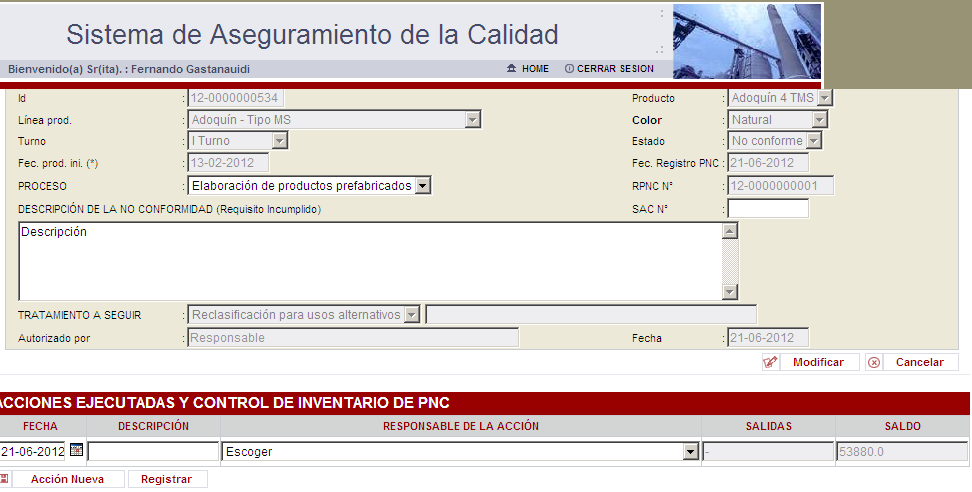 Sistema de Aseguramiento de la Calidad
Bienvenido(a) Sr(ita). : Fernando Gastanauidi HOME CERRAR SESION
Id : 12-0000000534 Producto : Adoquín 4 TMS
Línea prod. : Adoquín - Tipo MS Color : Natural
Turno : I Turno Estado : No conforme
Fec. prod. ini. (*) : 13-02-2012 Fec. Registro PNC : 21-06-2012
PROCESO : Elaboración de productos prefabricados RPNC N° : 12-0000000001
DESCRIPCIÓN DE LA NO CONFORMIDAD (Requisito Incumplido) SAC N° :
Descripción
TRATAMIENTO A SEGUIR : Reclasificación para usos alternativos
Autorizado por : Responsable Fecha : 21-06-2012
Modificar Cancelar
ACCIONES EJECUTADAS Y CONTROL DE INVENTARIO DE PNC
FECHA DESCRIPCIÓN RESPONSABLE DE LA ACCIÓN SALIDAS SALDO
21-06-2012 Escoger - 53880.0
Acción Nueva Registrar